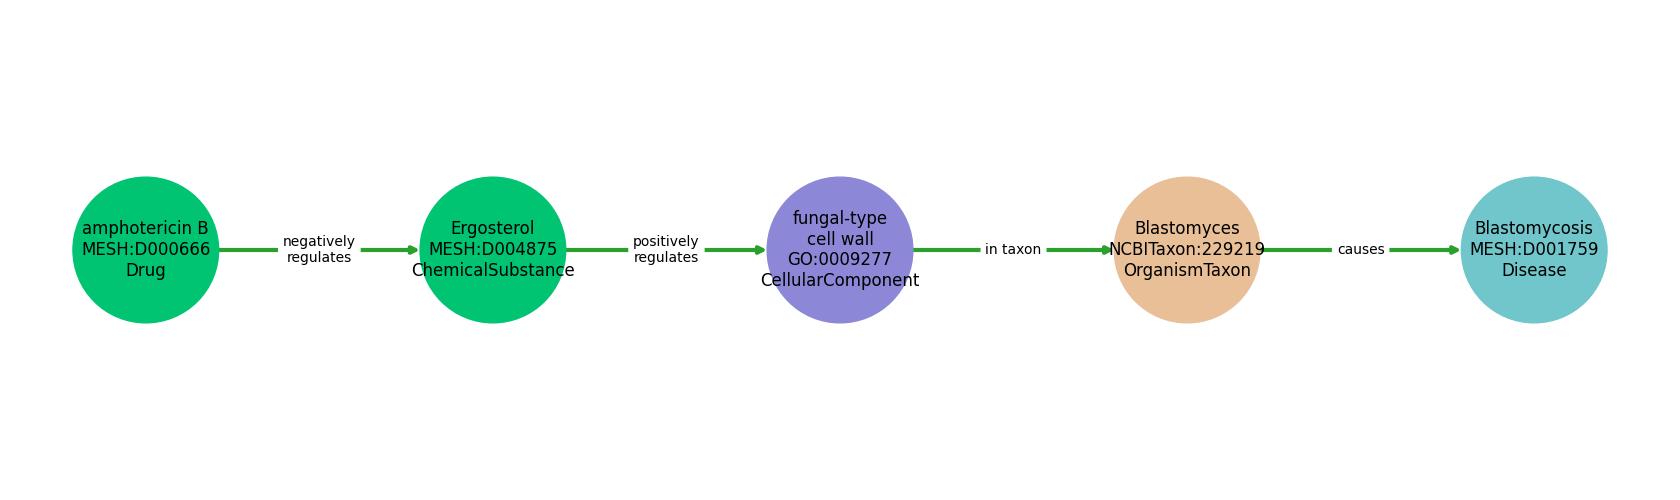 amphotericin B
MESH:D000666
Drug
negatively
regulates
Ergosterol
MESH:D004875
ChemicalSubstance
positively
regulates
fungal-type
cell wall
GO:0009277
CellularComponent
in taxon
Blastomyces
NCBITaxon:229219
OrganismTaxon
causes
Blastomycosis
MESH:D001759
Disease